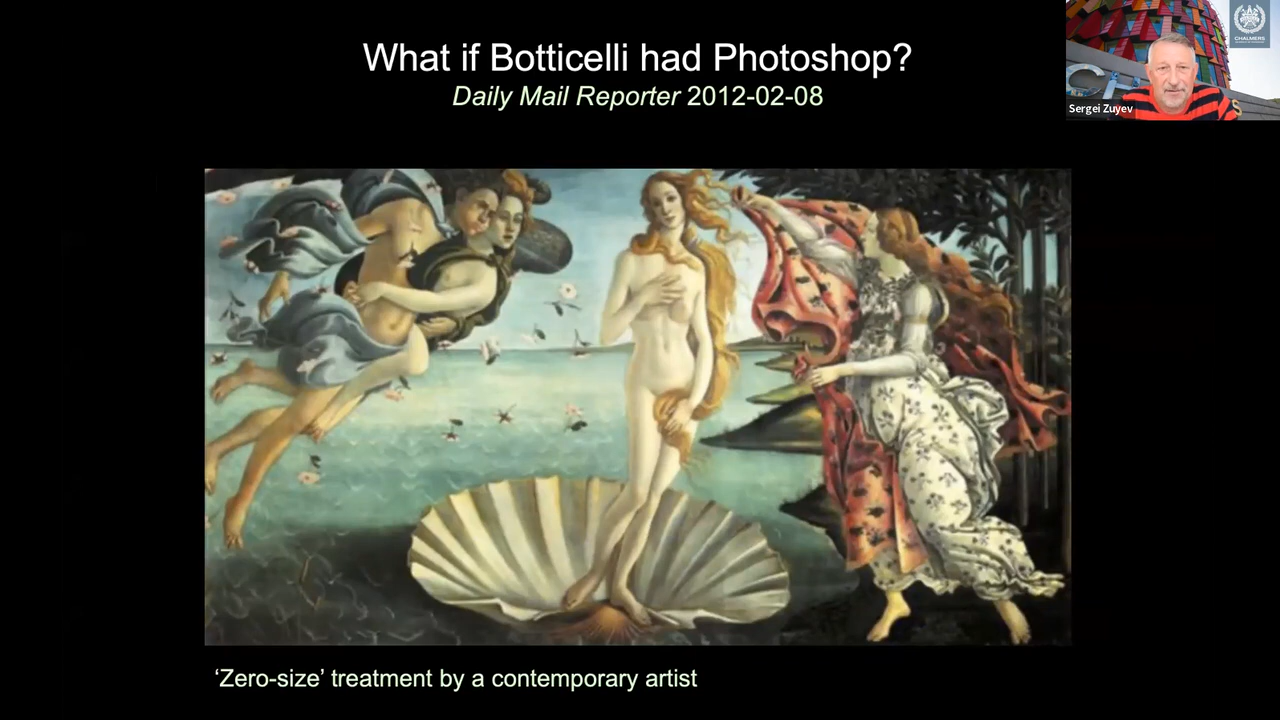 What if Botticelli had Photoshop?
Daily Mail Reporter 2012-02-08
CHALMERS
Sergei Zuyev
‘Zero-size’ treatment by a contemporary artist